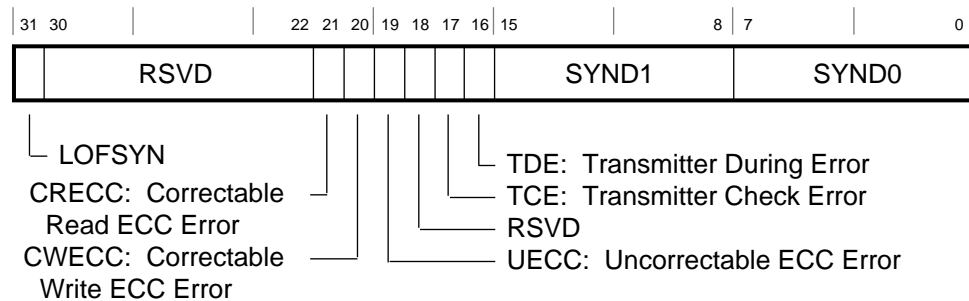 31 30 22 21 20 19 18 17 16 15 8 7 0
RSVD SYND1 SYND0
LOFSYN
CRECC: Correctable
Read ECC Error
CWECC: Correctable
Write ECC Error
TDE: Transmitter During Error
TCE: Transmitter Check Error
RSVD
UECC: Uncorrectable ECC Error